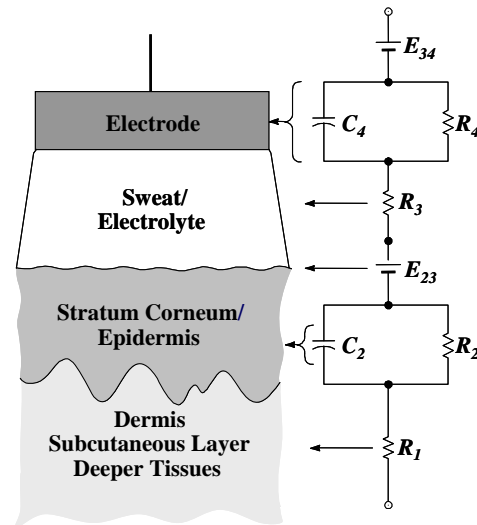 E34
Electrode
C4
R4
Sweat/
Electrolyte
R3
E23
Stratum Corneum/
Epidermis
C2
R2
Dermis
Subcutaneous Layer
Deeper Tissues
R1